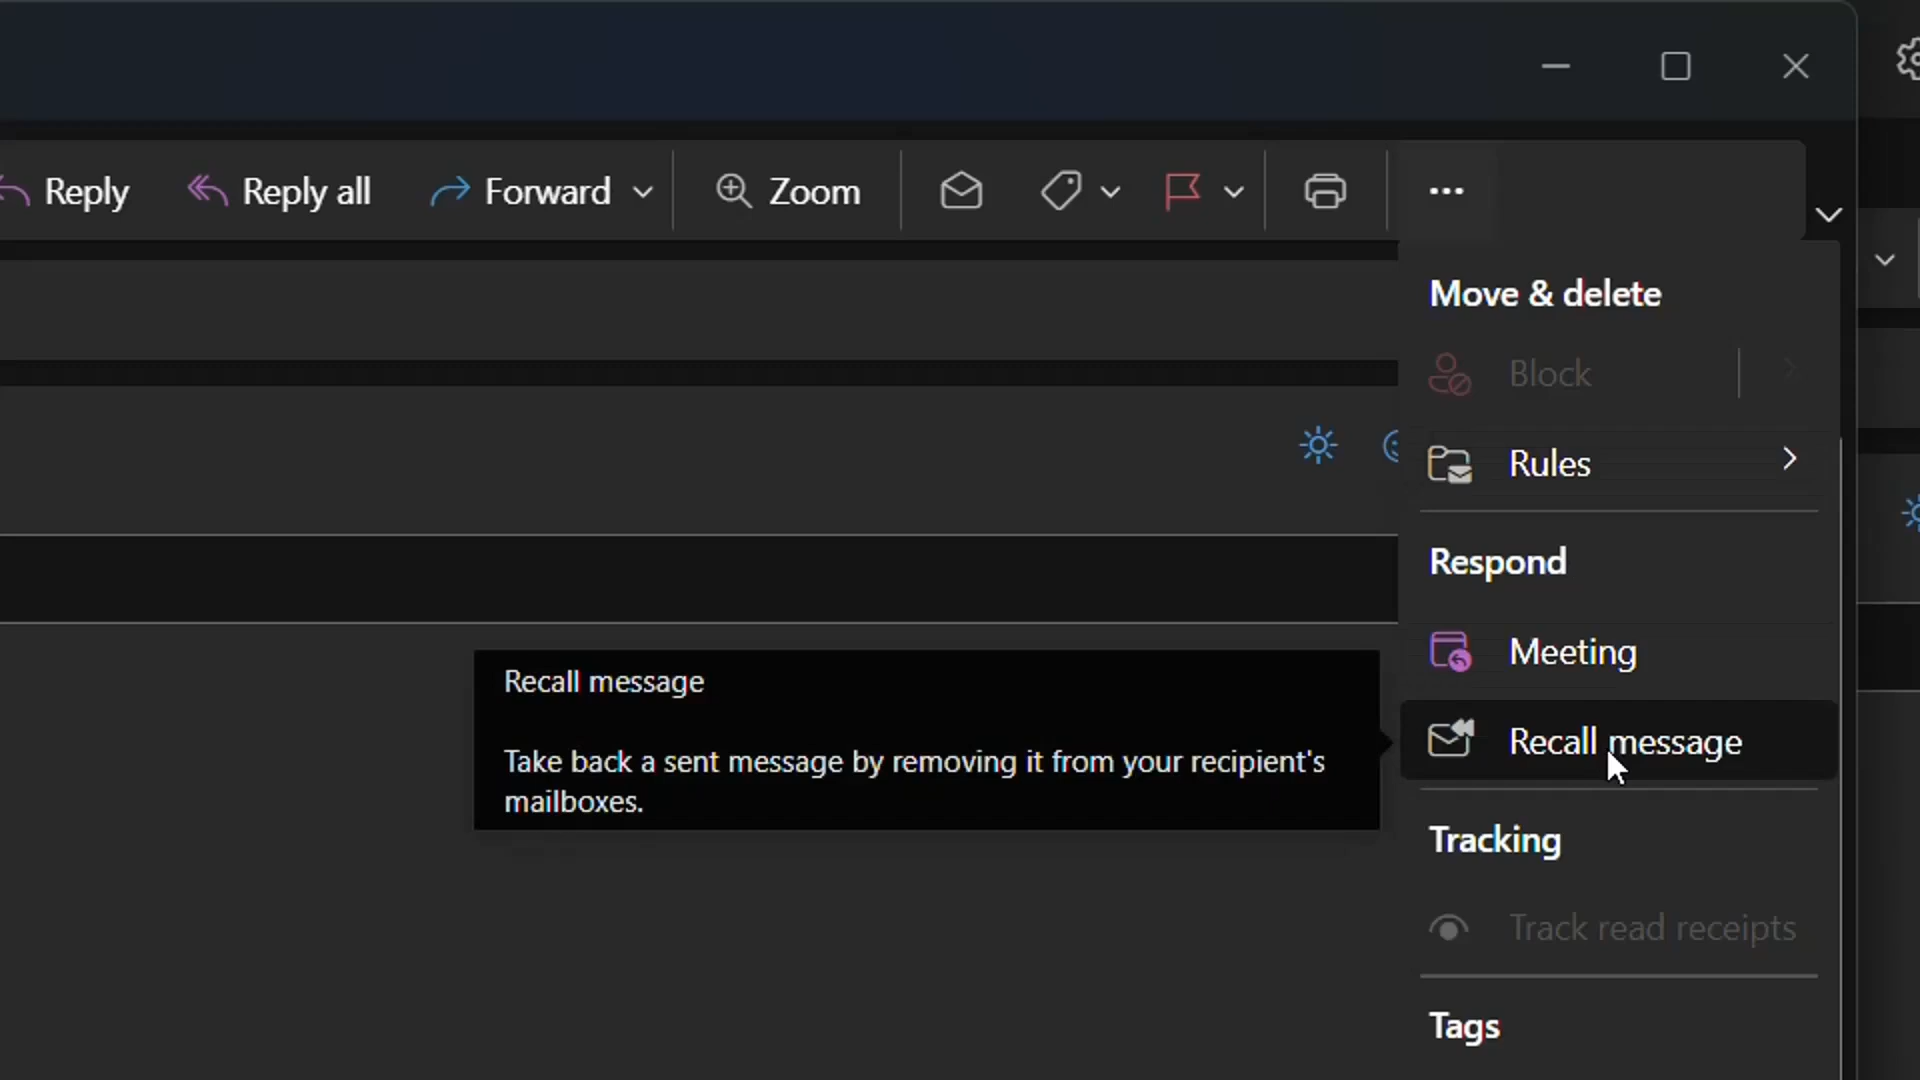 Reply Reply all Forward Zoom
Move & delete
Block
Rules
Respond
Meeting
Recall message
Recall message
Take back a sent message by removing it from your recipient's
mailboxes.
Tracking
Track read receipts
Tags